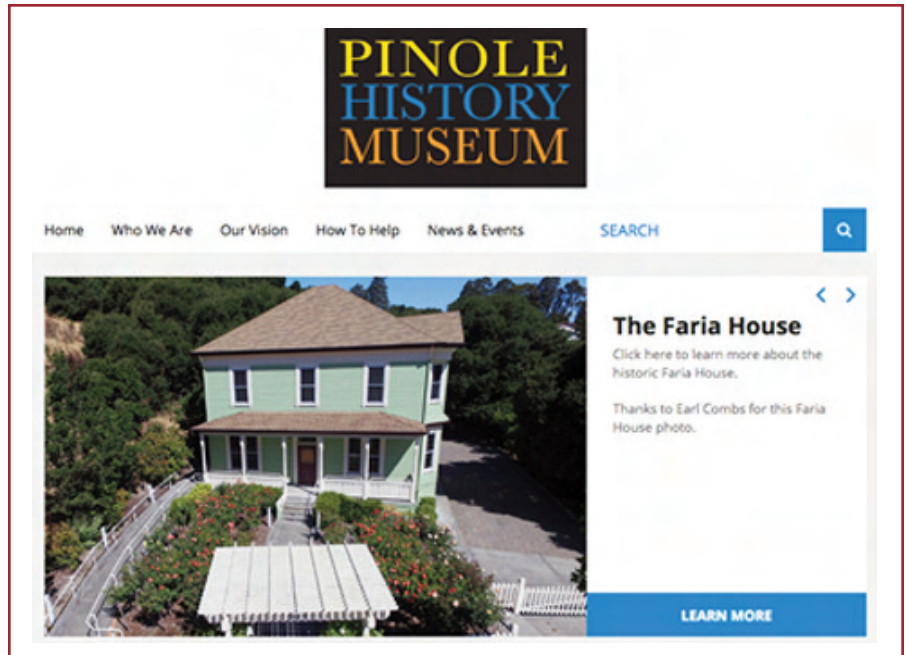 PINOLE
HISTORY
MUSEUM
Home Who We Are Our Vision How To Help News & Events SEARCH
The Faria House
Click here to learn more about the
historic Faria House.
Thanks to Earl Combs for this Faria
House photo.
LEARN MORE